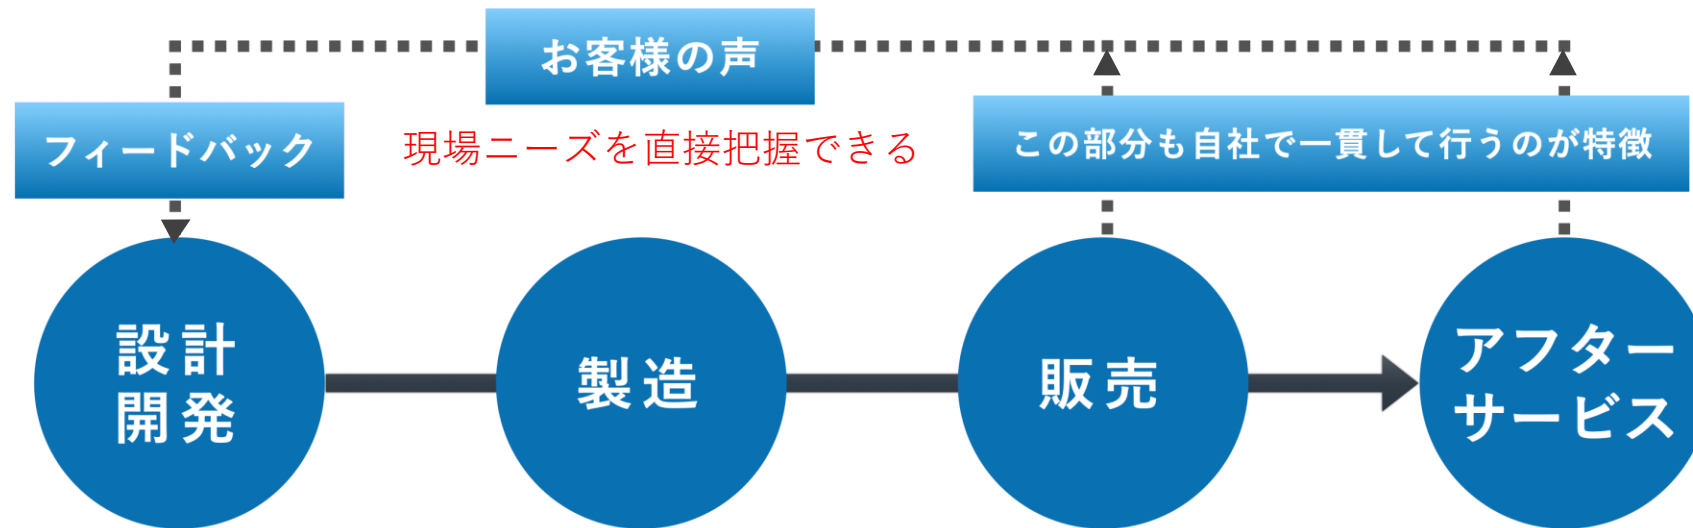 お客様の声
フィードバック
現場ニーズを直接把握できる
この部分も自社で一貫して行うのが特徴
設計
開発
製造
販売
アフター
サービス